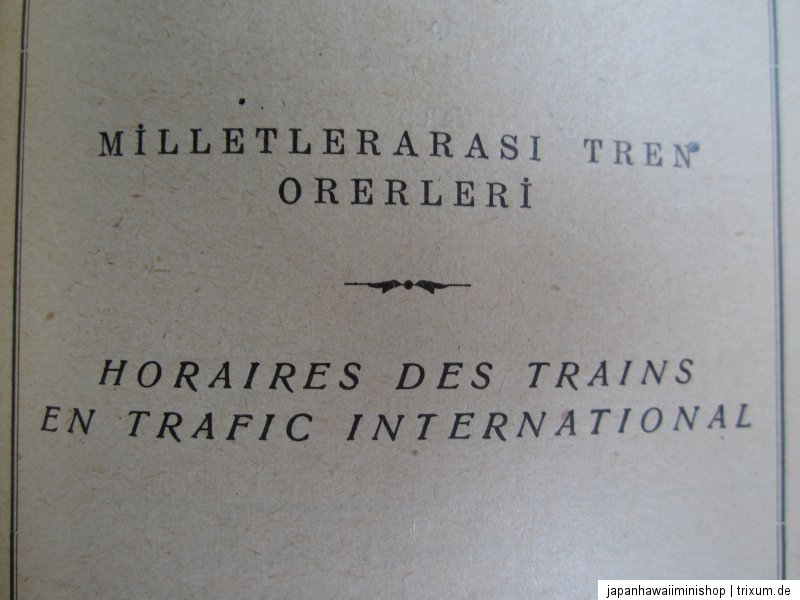 MİLLETLERARASI TREN
ORERLERİ
HORAIRES DES TRAINS
EN TRAFIC INTERNATIONAL
japanhawaiiminishop | trixum.de